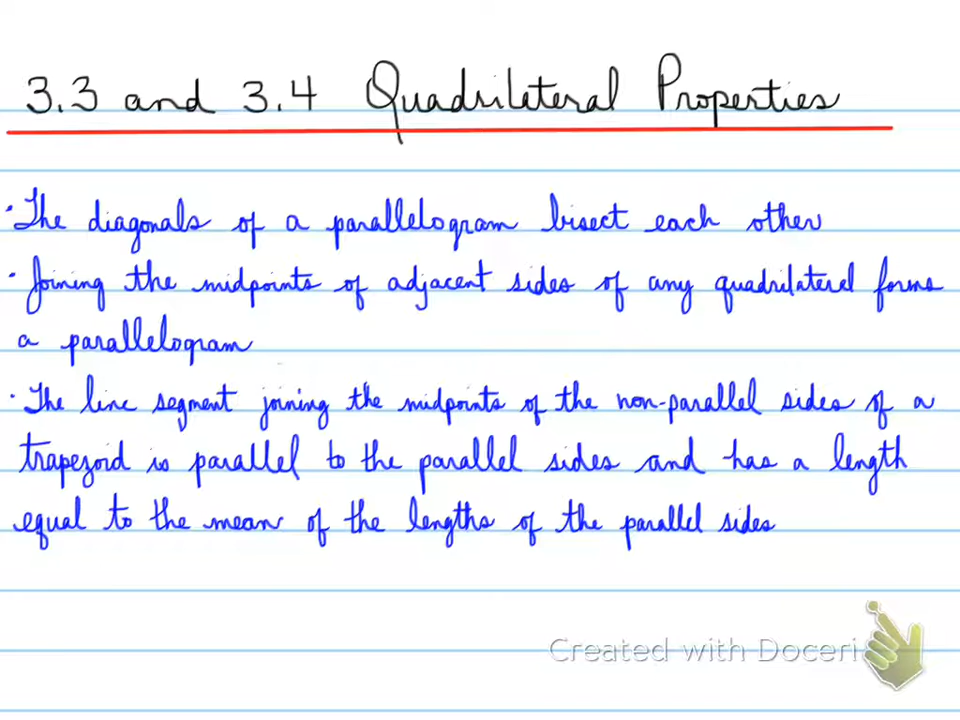 3.3 and 3.4 Quadrilateral Properties
· The diagonals of a parallelogram bisect each other
· Joining the midpoints of adjacent sides of any quadrilateral forms
a parallelogram
· The line segment joining the midpoints of the non-parallel sides of a
trapezoid is parallel to the parallel sides and has a length
equal to the mean of the lengths of the parallel sides
Created with Doceri